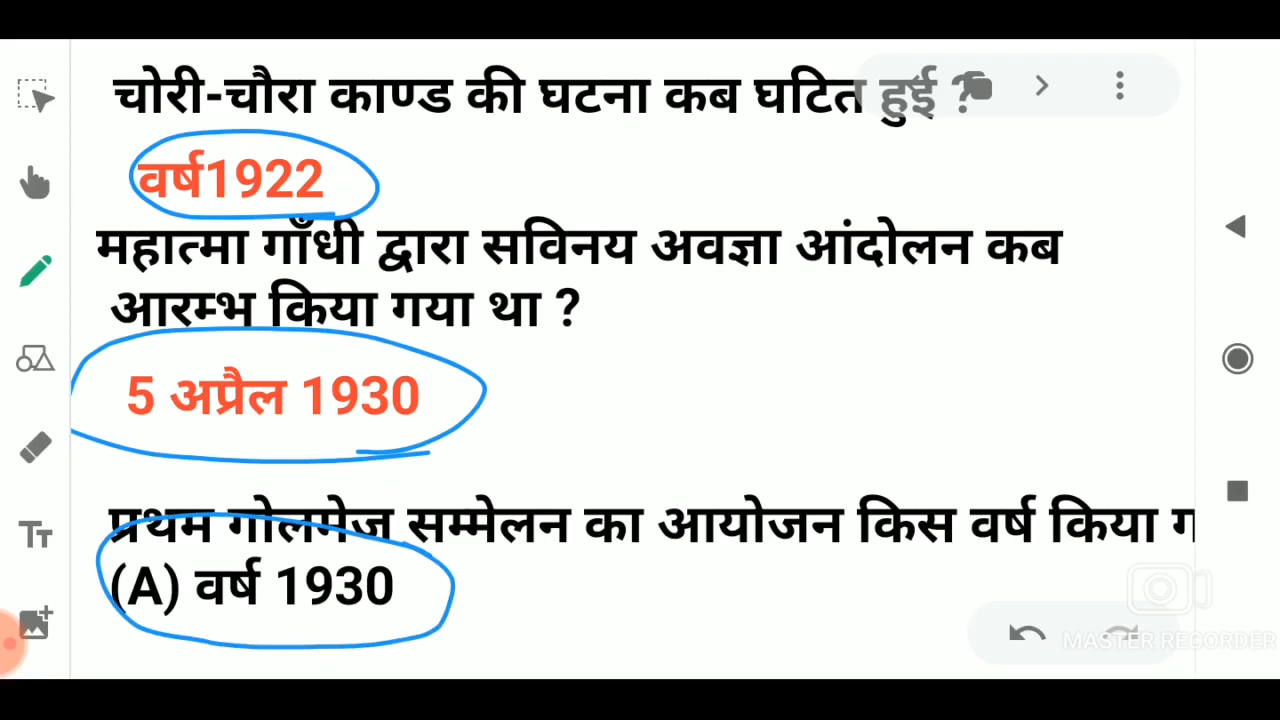 चोरी-चौरा काण्ड की घटना कब घटित हुई ?
वर्ष1922
महात्मा गाँधी द्वारा सविनय अवज्ञा आंदोलन कब
आरम्भ किया गया था ?
5 अप्रैल 1930
प्रथम गोलमेज सम्मेलन का आयोजन किस वर्ष किया ग
(A) वर्ष 1930
TT
MASTER RECORDER